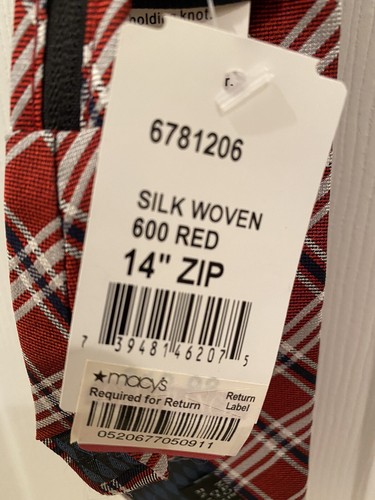 holding knot
r.
6781206
SILK WOVEN
600 RED
14" ZIP
7 39481 46207 5
★macy's
Required for Return
Return
Label
0520677050911